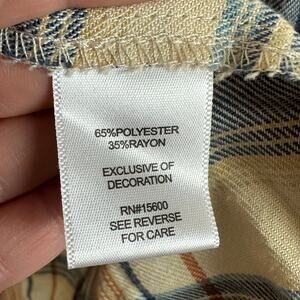 65%POLYESTER
35%RAYON
EXCLUSIVE OF
DECORATION
RN#15600
SEE REVERSE
FOR CARE